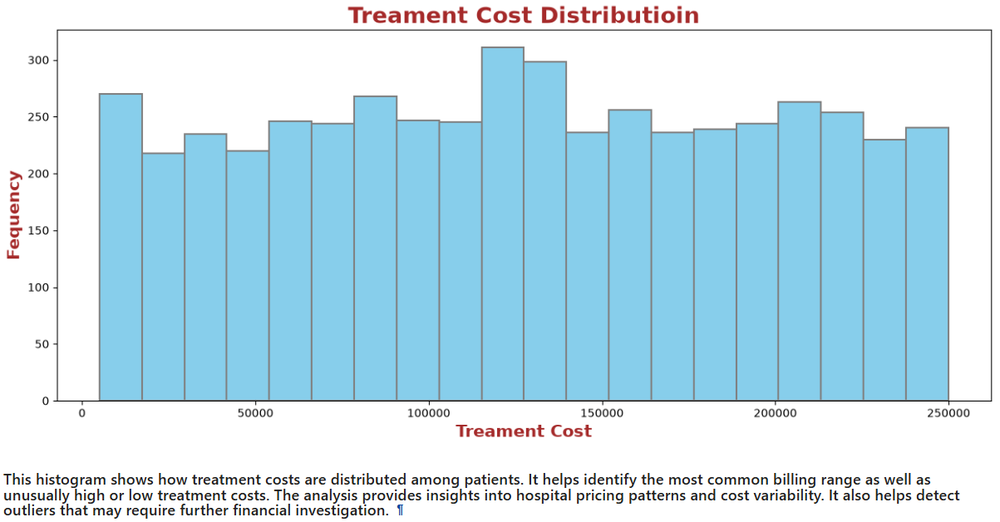 Treament Cost Distributioin
Fequency
300
250
200
150
100
50
0
0 50000 100000 150000 200000 250000
Treament Cost
This histogram shows how treatment costs are distributed among patients. It helps identify the most common billing range as well as
unusually high or low treatment costs. The analysis provides insights into hospital pricing patterns and cost variability. It also helps detect
outliers that may require further financial investigation. ¶